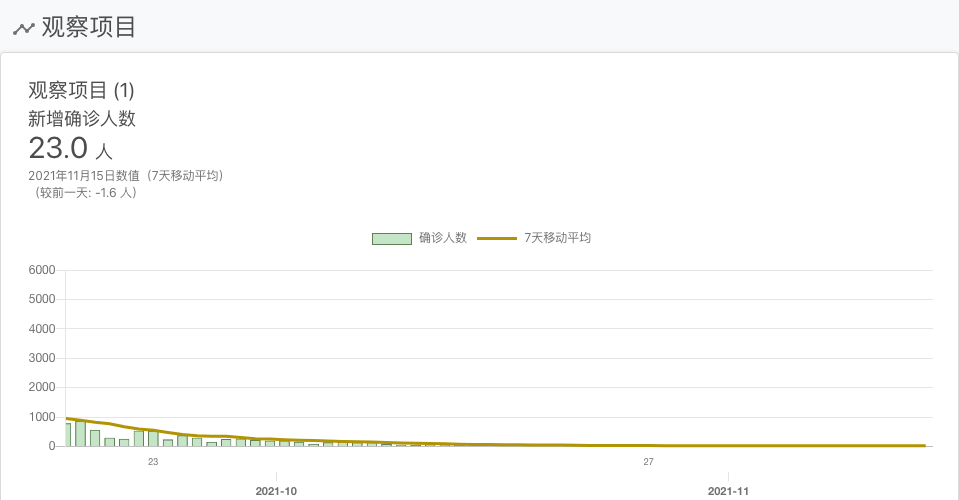 观察项目
观察项目 (1)
新增确诊人数
23.0 人
2021年11月15日数值（7天移动平均）
（较前一天: -1.6 人）
确诊人数 7天移动平均
6000
5000
4000
3000
2000
1000
0
23 27
2021-10 2021-11